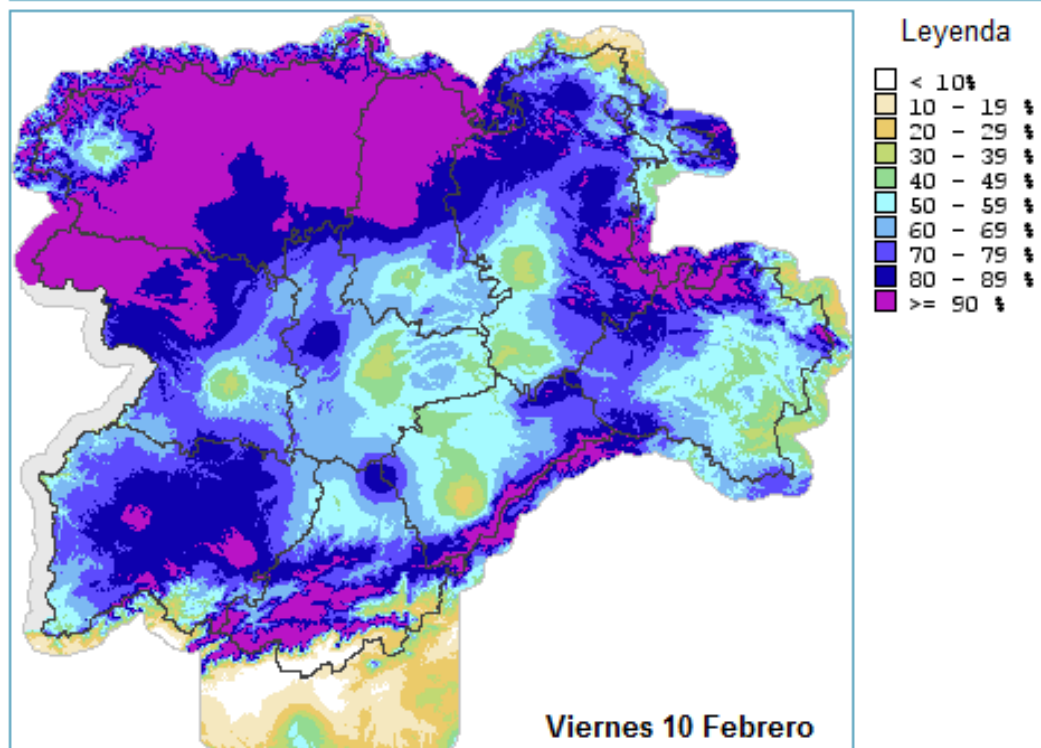 Leyenda
< 10%
10 - 19 %
20 - 29 %
30 - 39 %
40 - 49 %
50 - 59 %
60 - 69 %
70 - 79 %
80 - 89 %
>= 90 %
Viernes 10 Febrero